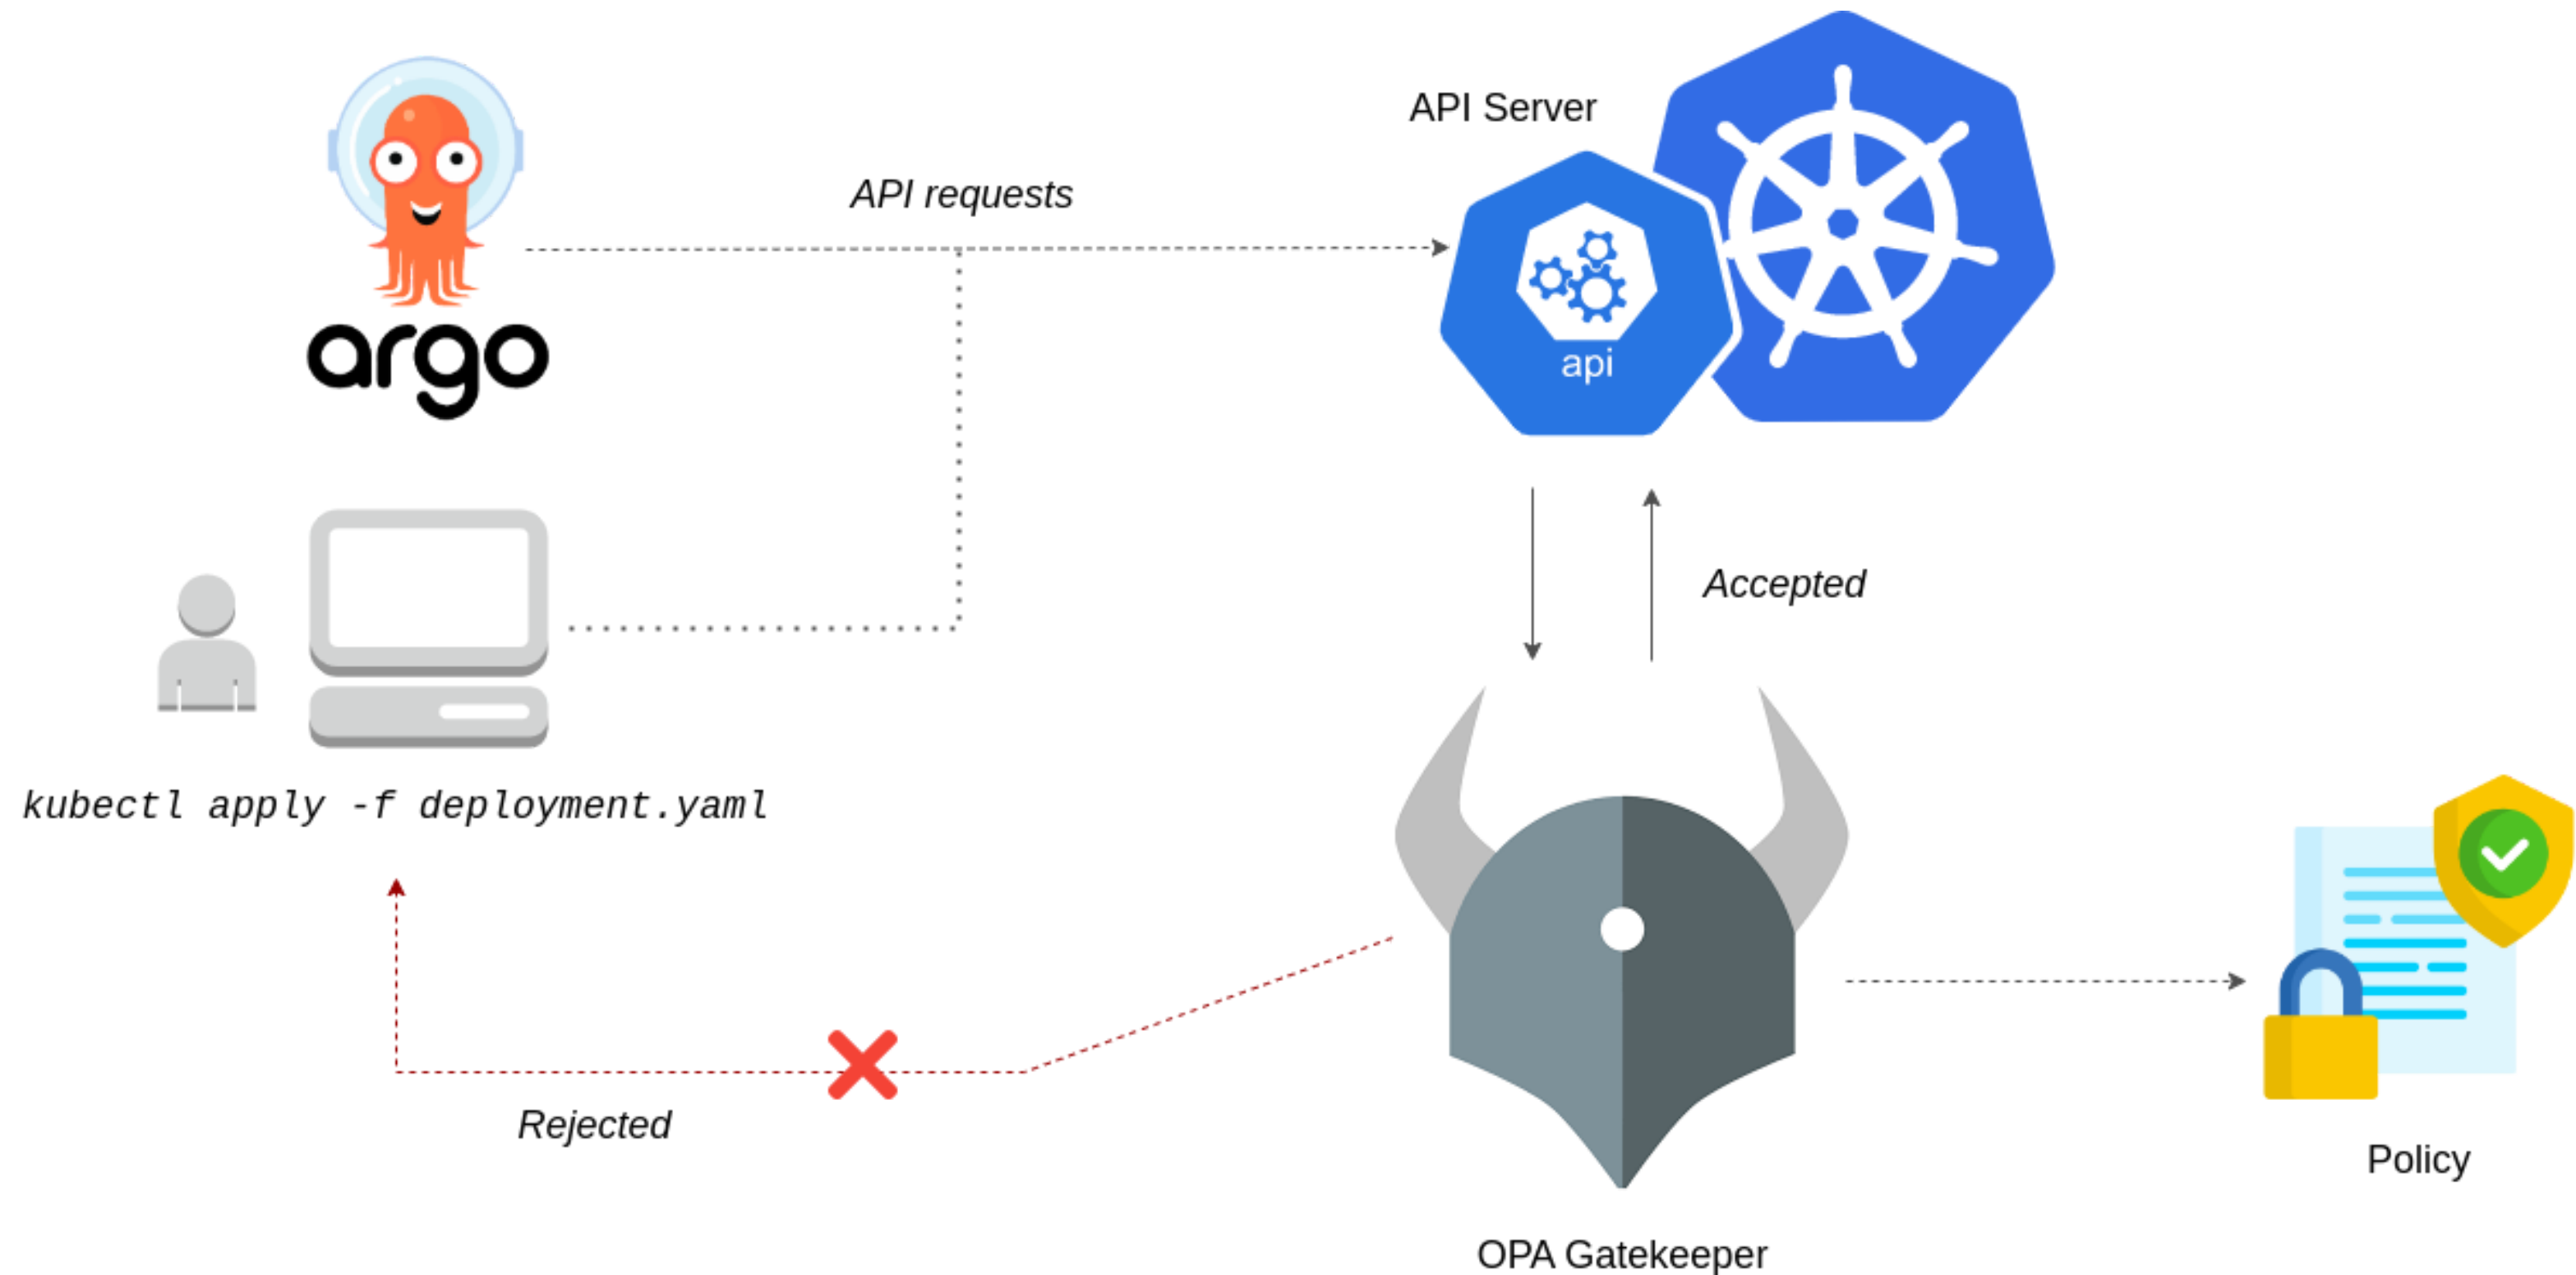 API Server
API requests
argo
api
Accepted
kubectl apply -f deployment.yaml
Rejected
Policy
OPA Gatekeeper